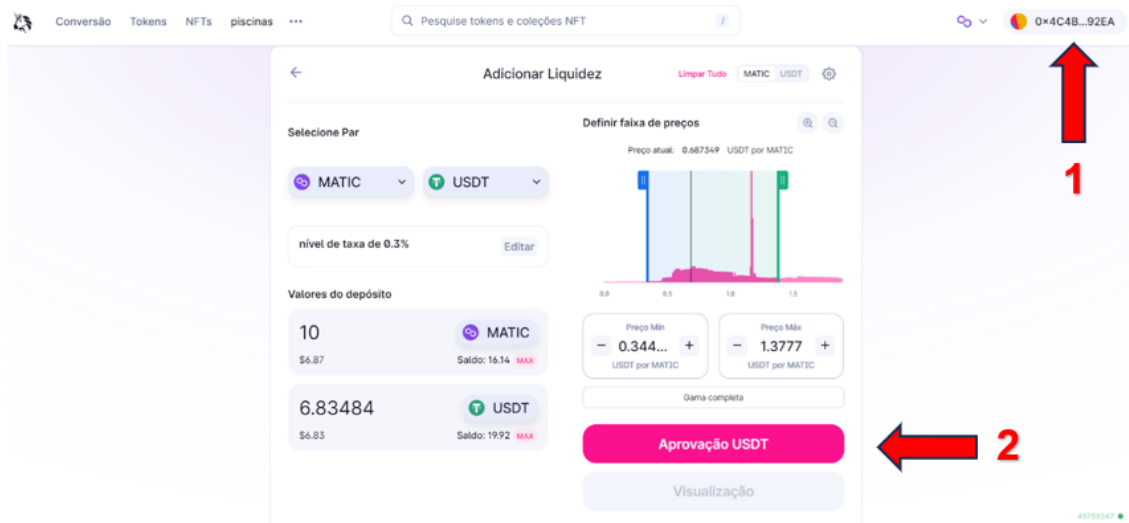 Conversão Tokens NFTs piscinas ••• Pesquise tokens e coleções NFT / 0×4C4B...92EA
Adicionar Liquidez Limpar Tudo MATIC USDT
Selecione Par
MATIC USDT
nível de taxa de 0.3% Editar
Valores do depósito
10 MATIC
$6.87 Saldo: 16.14 MAX
6.83484 USDT
$6.83 Saldo: 19.92 MAX
Definir faixa de preços
Preço atual: 0.687349 USDT por MATIC
0.0 0.5 1.0 1.5
Preço Mín Preço Máx
− 0.344... + − 1.3777 +
USDT por MATIC USDT por MATIC
Gama completa
Aprovação USDT
Visualização
1
2
45759347